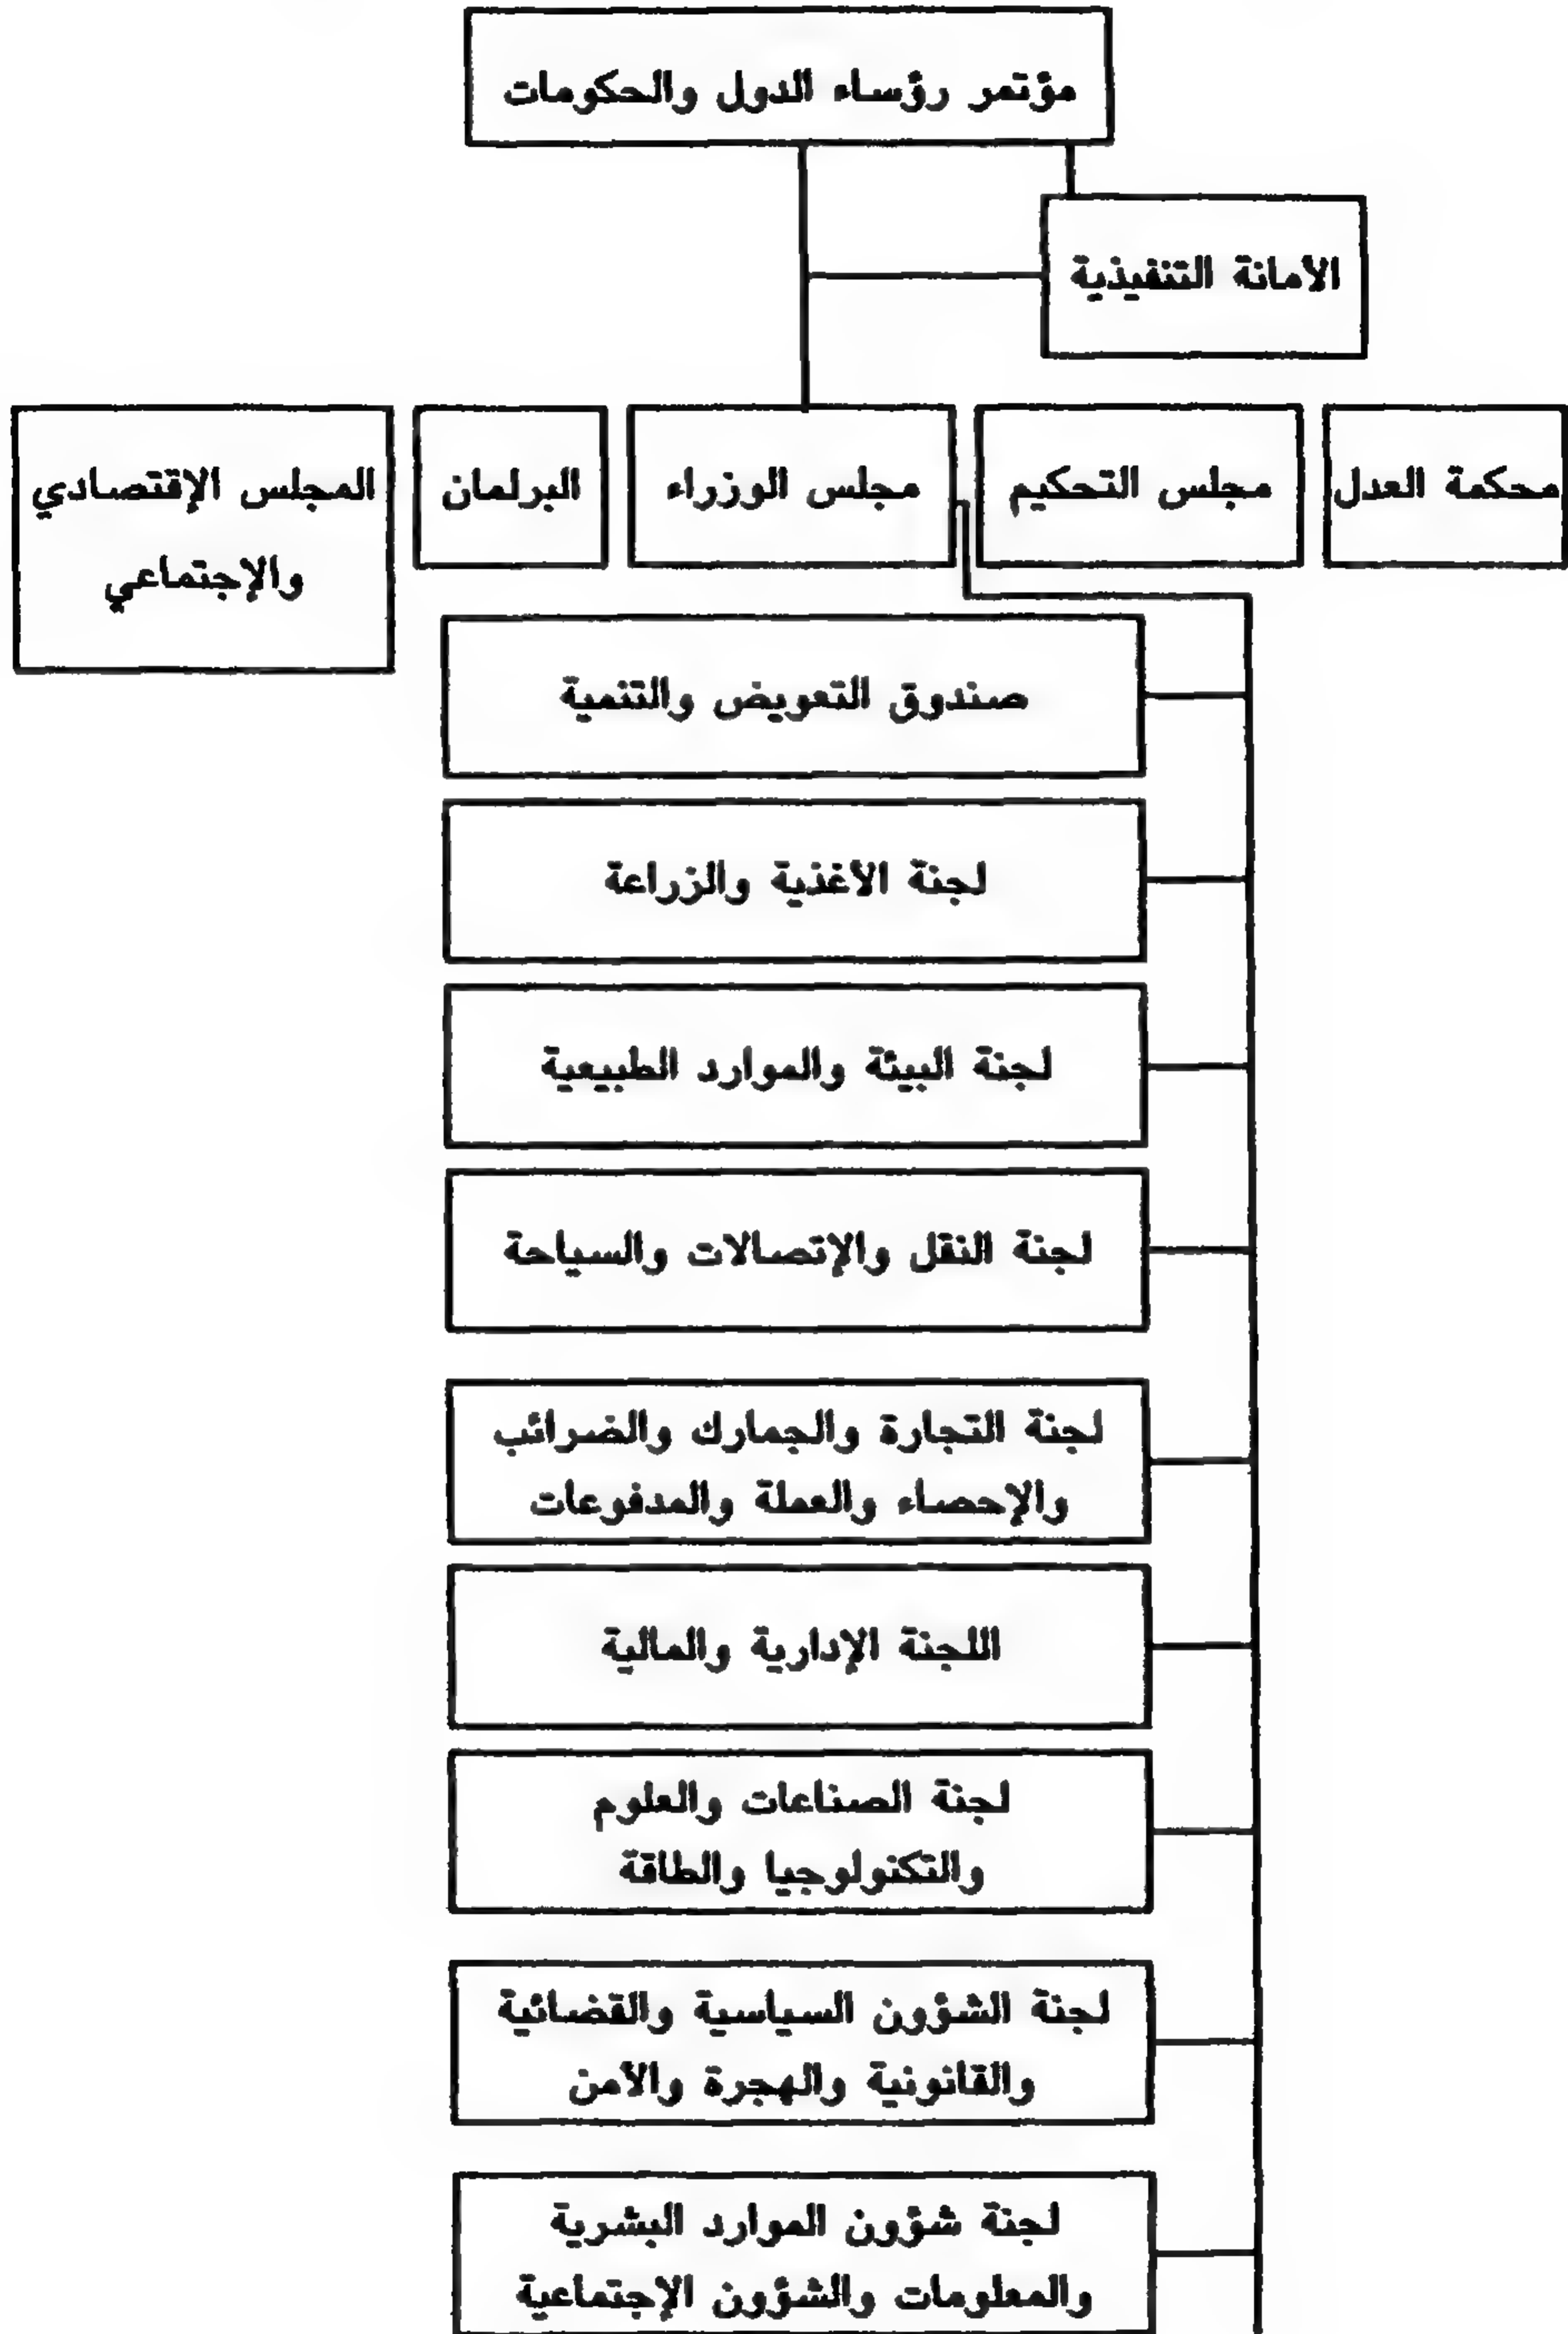 مؤتمر رؤساء الدول والحكومات
الأمانة التنفيذية
محكمة العدل
مجلس التحكيم
مجلس الوزراء
البرلمان
المجلس الإقتصادي
والإجتماعي
صندوق التعويض والتنمية
لجنة الأغذية والزراعة
لجنة البيئة والموارد الطبيعية
لجنة النقل والإتصالات والسياحة
لجنة التجارة والجمارك والضرائب
والإحصاء والعملة والمدفوعات
اللجنة الإدارية والمالية
لجنة الصناعات والعلوم
والتكنولوجيا والطاقة
لجنة الشؤون السياسية والقضائية
والقانونية والهجرة والأمن
لجنة شؤون الموارد البشرية
والمعلومات والشؤون الإجتماعية